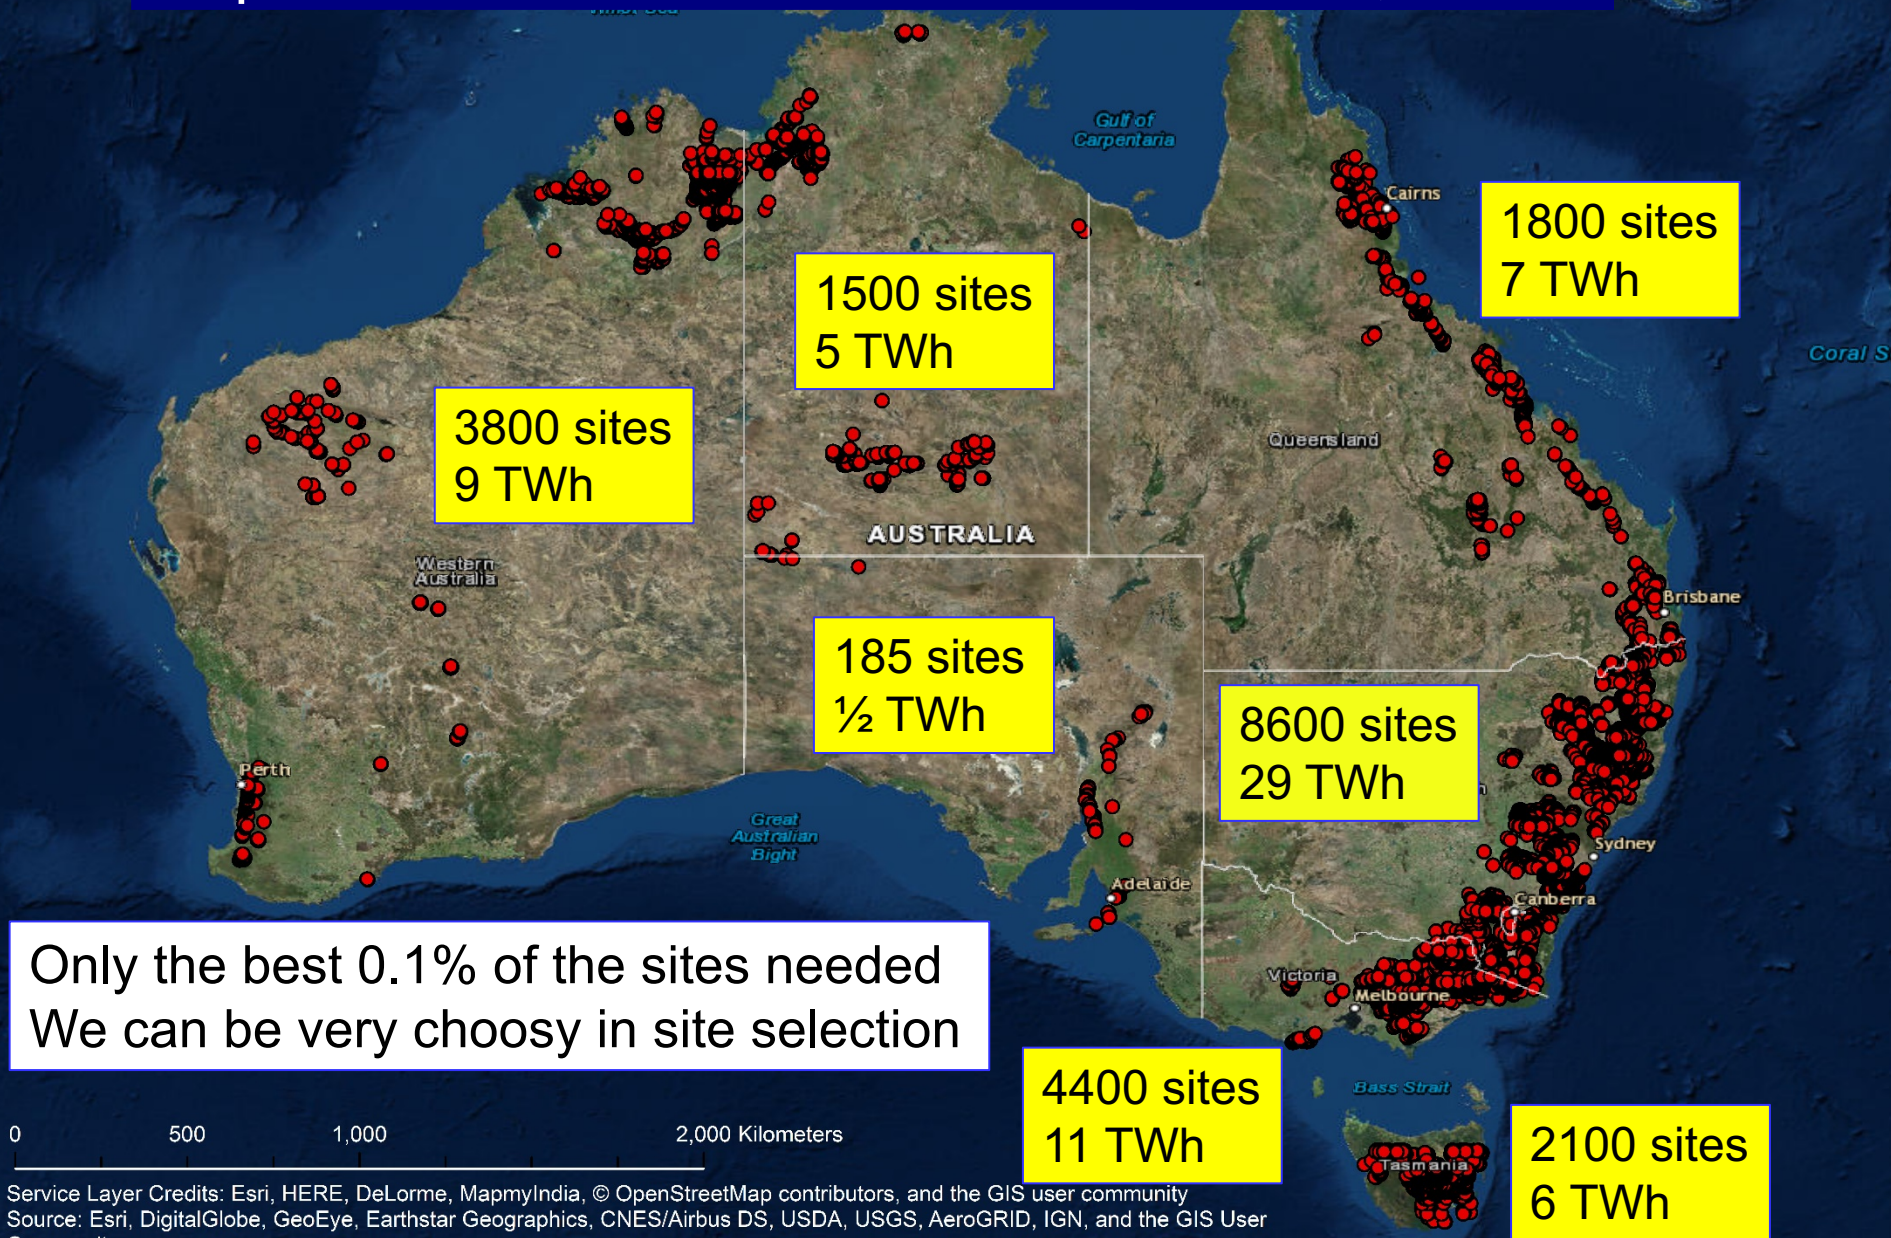 Gulf of
Carpentaria
Cairns
1800 sites
7 TWh
1500 sites
5 TWh
Coral S
3800 sites
9 TWh
Queensland
AUSTRALIA
Western
Australia
Brisbane
185 sites
½ TWh
8600 sites
29 TWh
Perth
Great
Australian
Bight
Sydney
Adelaide
Canberra
Only the best 0.1% of the sites needed
We can be very choosy in site selection
Victoria
Melbourne
4400 sites
11 TWh
Bass Strait
2100 sites
6 TWh
Tasmania
0 500 1,000 2,000 Kilometers
Service Layer Credits: Esri, HERE, DeLorme, MapmyIndia, © OpenStreetMap contributors, and the GIS user community
Source: Esri, DigitalGlobe, GeoEye, Earthstar Geographics, CNES/Airbus DS, USDA, USGS, AeroGRID, IGN, and the GIS User